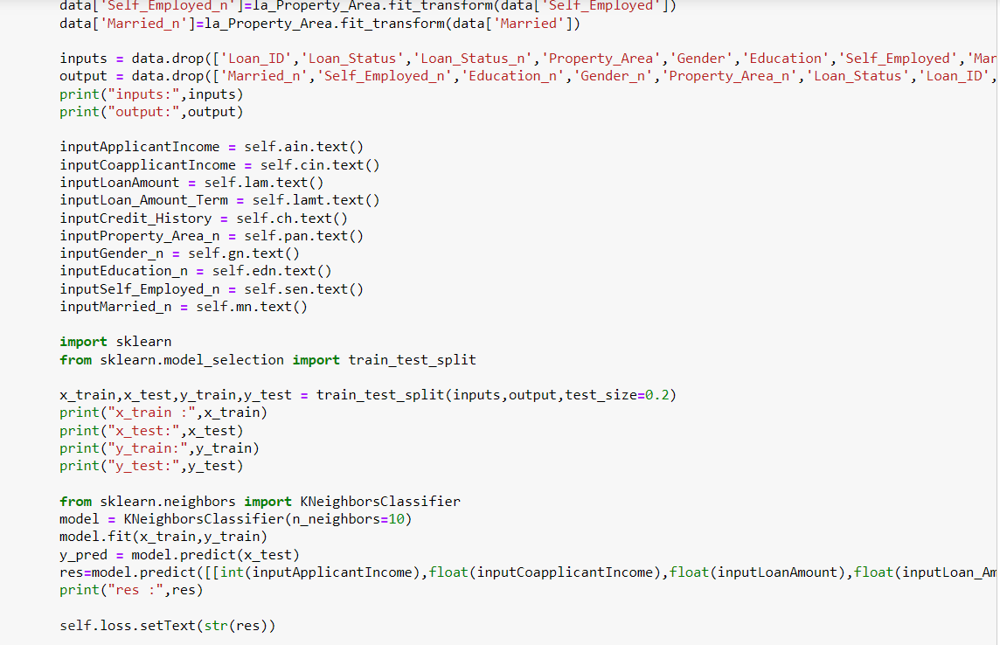 data['Self_Employed_n']=la_Property_Area.fit_transform(data['Self_Employed'])
data['Married_n']=la_Property_Area.fit_transform(data['Married'])
inputs = data.drop(['Loan_ID','Loan_Status','Loan_Status_n','Property_Area','Gender','Education','Self_Employed','Mar
output = data.drop(['Married_n','Self_Employed_n','Education_n','Gender_n','Property_Area_n','Loan_Status','Loan_ID',
print("inputs:",inputs)
print("output:",output)
inputApplicantIncome = self.ain.text()
inputCoapplicantIncome = self.cin.text()
inputLoanAmount = self.lam.text()
inputLoan_Amount_Term = self.lamt.text()
inputCredit_History = self.ch.text()
inputProperty_Area_n = self.pan.text()
inputGender_n = self.gn.text()
inputEducation_n = self.edn.text()
inputSelf_Employed_n = self.sen.text()
inputMarried_n = self.mn.text()
import sklearn
from sklearn.model_selection import train_test_split
x_train,x_test,y_train,y_test = train_test_split(inputs,output,test_size=0.2)
print("x_train :",x_train)
print("x_test:",x_test)
print("y_train:",y_train)
print("y_test:",y_test)
from sklearn.neighbors import KNeighborsClassifier
model = KNeighborsClassifier(n_neighbors=10)
model.fit(x_train,y_train)
y_pred = model.predict(x_test)
res=model.predict([[int(inputApplicantIncome),float(inputCoapplicantIncome),float(inputLoanAmount),float(inputLoan_Am
print("res :",res)
self.loss.setText(str(res))